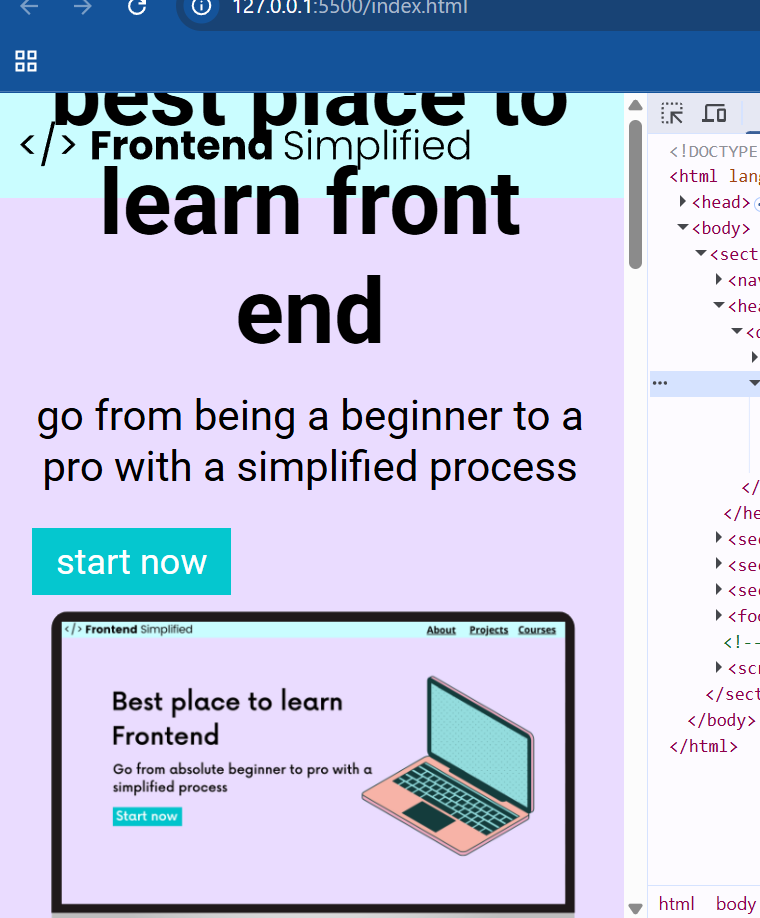 127.0.0.1:5500/index.html
best place to
</> Frontend Simplified
learn front
end
go from being a beginner to a
pro with a simplified process
start now
</> Frontend Simplified
About Projects Courses
Best place to learn
Frontend
Go from absolute beginner to pro with a
simplified process
Start now
<!DOCTYPE
<html lang
<head>
<body>
<sect
<nav
<hea
<d
</
</he
<sec
<sec
<sec
<foo
<!--
<scr
</sect
</body>
</html>
html body